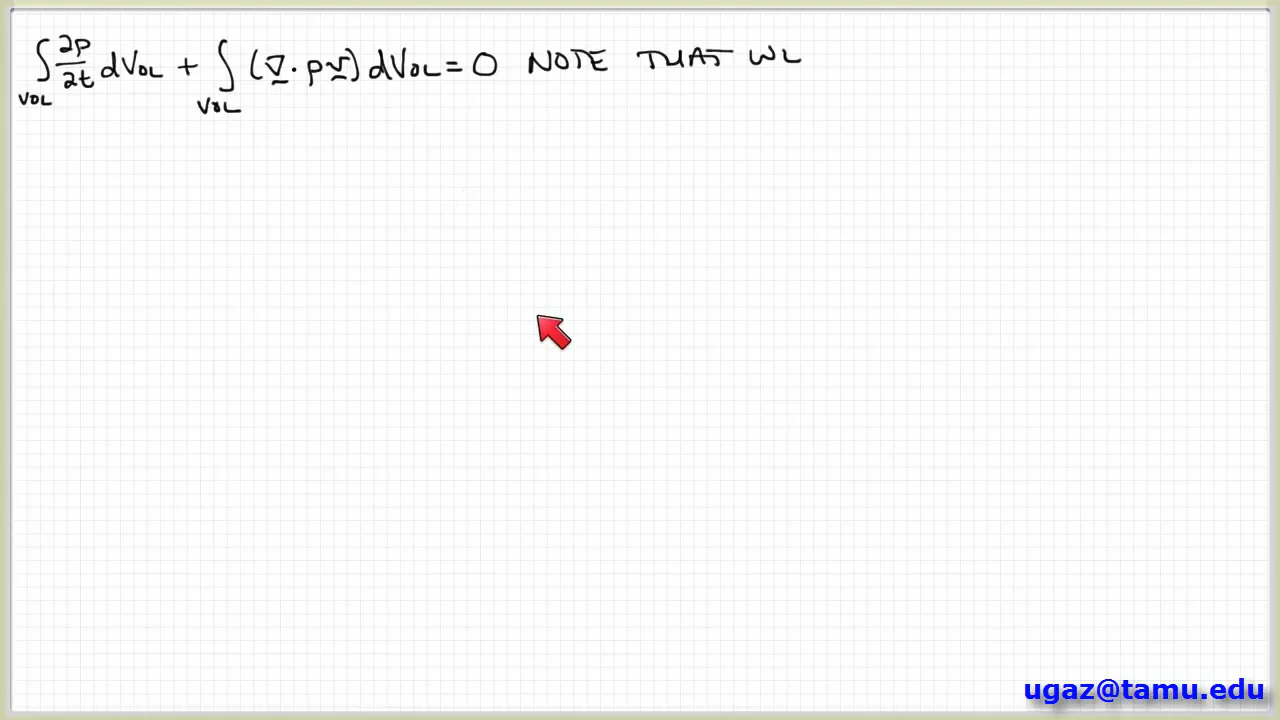 ∫_VOL ∂ρ/∂t dVOL + ∫_VOL (∇ · ρv) dVOL = 0 NOTE THAT WE
ugaz@tamu.edu